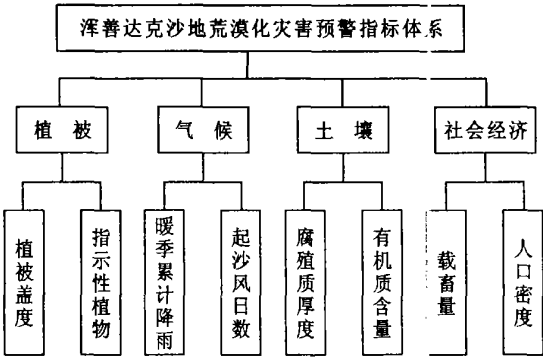 浑善达克沙地荒漠化灾害预警指标体系
植 被
气 候
土 壤
社会经济
植被盖度
指示性植物
暖季累计降雨
起沙风日数
腐殖质厚度
有机质含量
载畜量
人口密度